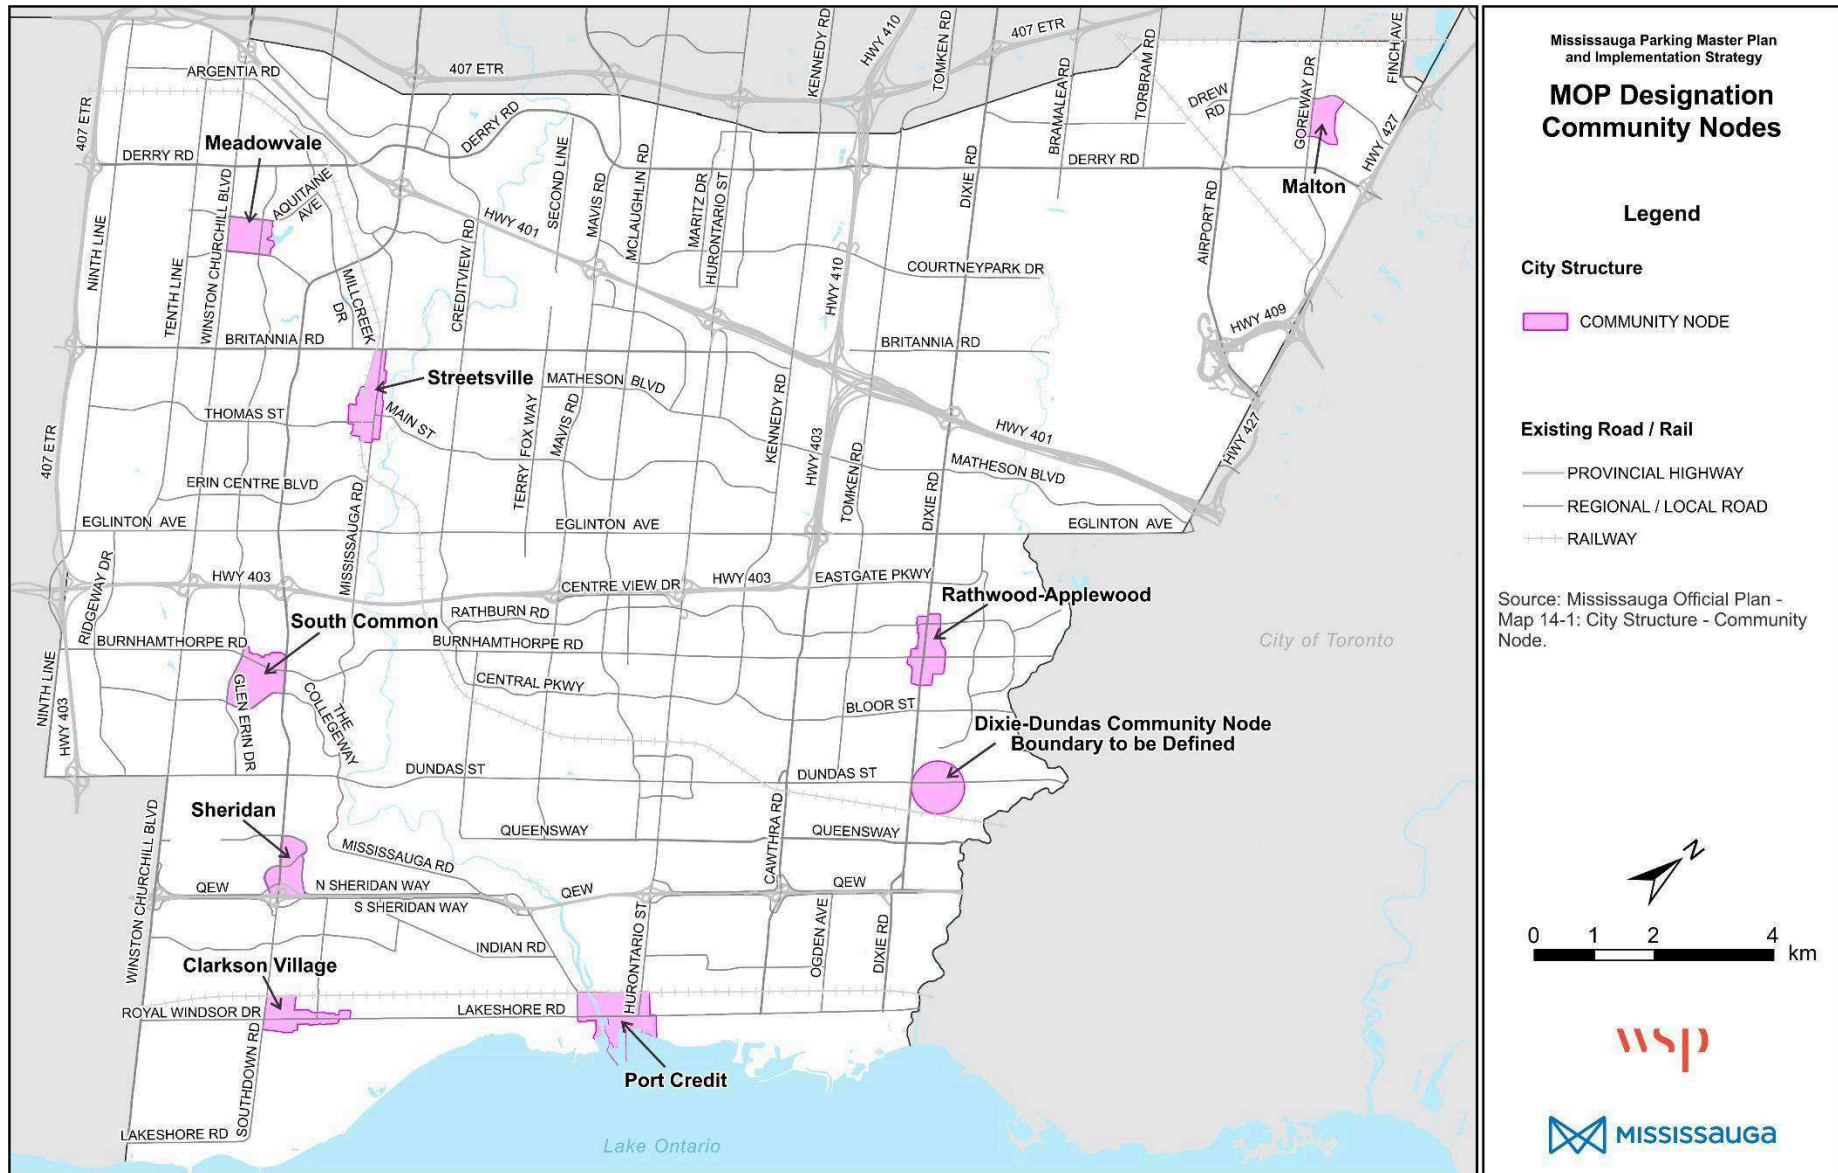 407 ETR
KENNEDY RD
HWY 410
TOMKEN RD
407 ETR
FINCH AVE
ARGENTIA RD
407 ETR
BRAMALEA RD
TORBRAM RD
DREW
RD
GOREWAY DR
HWY 427
Meadowvale
DERRY RD
DERRY RD
SECOND LINE
MAVIS RD
MCLAUGHLIN RD
MARITZ DR
HURONTARIO ST
DIXIE RD
DERRY RD
Malton
AQUITAINE
AVE
WINSTON CHURCHILL BLVD
NINTH LINE
TENTH LINE
MILLCREEK
DR
CREDITVIEW RD
HWY 401
HWY 410
COURTNEYPARK DR
AIRPORT RD
HWY 409
BRITANNIA RD
BRITANNIA RD
Streetsville
MATHESON BLVD
KENNEDY RD
THOMAS ST
MAIN ST
TERRY FOX WAY
MAVIS RD
HWY 403
TOMKEN RD
DIXIE RD
HWY 401
MATHESON BLVD
HWY 427
407 ETR
ERIN CENTRE BLVD
MISSISSAUGA RD
EGLINTON AVE
EGLINTON AVE
EGLINTON AVE
RIDGEWAY DR
HWY 403
CENTRE VIEW DR
HWY 403
EASTGATE PKWY
Rathwood-Applewood
RATHBURN RD
South Common
BURNHAMTHORPE RD
BURNHAMTHORPE RD
City of Toronto
NINTH LINE
HWY 403
GLEN ERIN DR
THE
COLLEGEWAY
CENTRAL PKWY
BLOOR ST
Dixie-Dundas Community Node
Boundary to be Defined
DUNDAS ST
DUNDAS ST
Sheridan
WINSTON CHURCHILL BLVD
MISSISSAUGA RD
QUEENSWAY
CAWTHRA RD
QUEENSWAY
QEW
N SHERIDAN WAY
QEW
QEW
S SHERIDAN WAY
INDIAN RD
HURONTARIO ST
OGDEN AVE
DIXIE RD
Clarkson Village
ROYAL WINDSOR DR
LAKESHORE RD
SOUTHDOWN RD
Port Credit
LAKESHORE RD
Lake Ontario
Mississauga Parking Master Plan
and Implementation Strategy
MOP Designation
Community Nodes
Legend
City Structure
COMMUNITY NODE
Existing Road / Rail
PROVINCIAL HIGHWAY
REGIONAL / LOCAL ROAD
RAILWAY
Source: Mississauga Official Plan -
Map 14-1: City Structure - Community
Node.
N
0 1 2 4 km
wsp
MISSISSAUGA